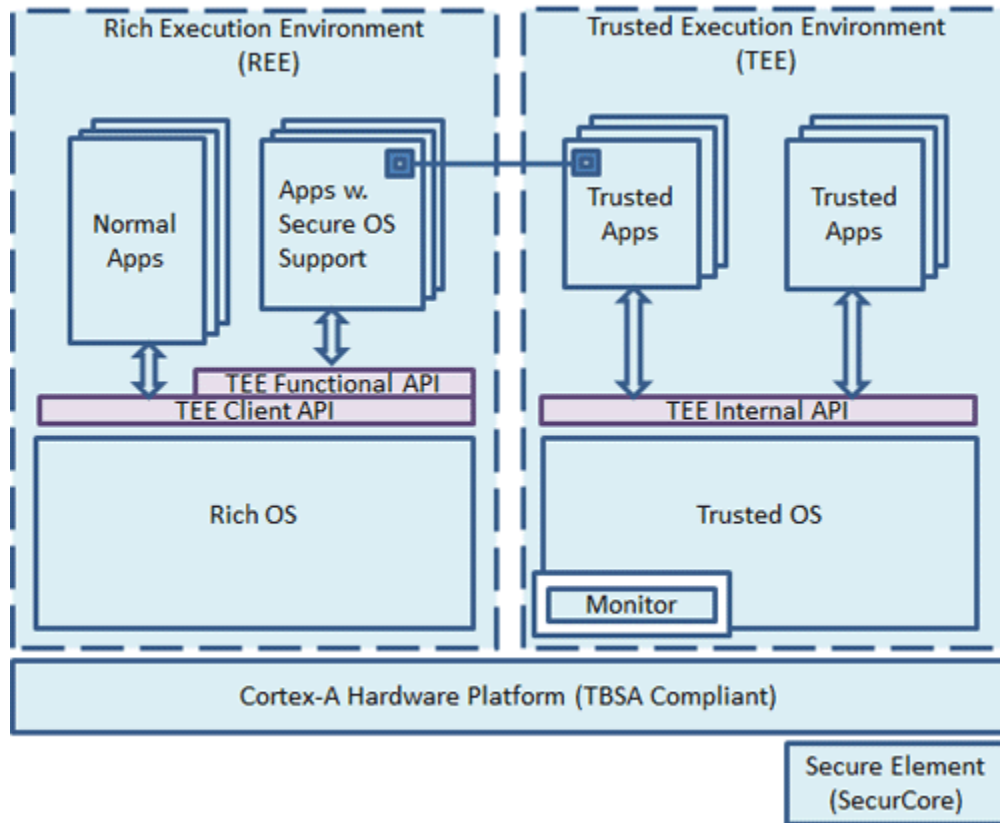 Rich Execution Environment
(REE)
Trusted Execution Environment
(TEE)
Normal
Apps
Apps w.
Secure OS
Support
Trusted
Apps
Trusted
Apps
TEE Functional API
TEE Client API
TEE Internal API
Rich OS
Trusted OS
Monitor
Cortex-A Hardware Platform (TBSA Compliant)
Secure Element
(SecurCore)